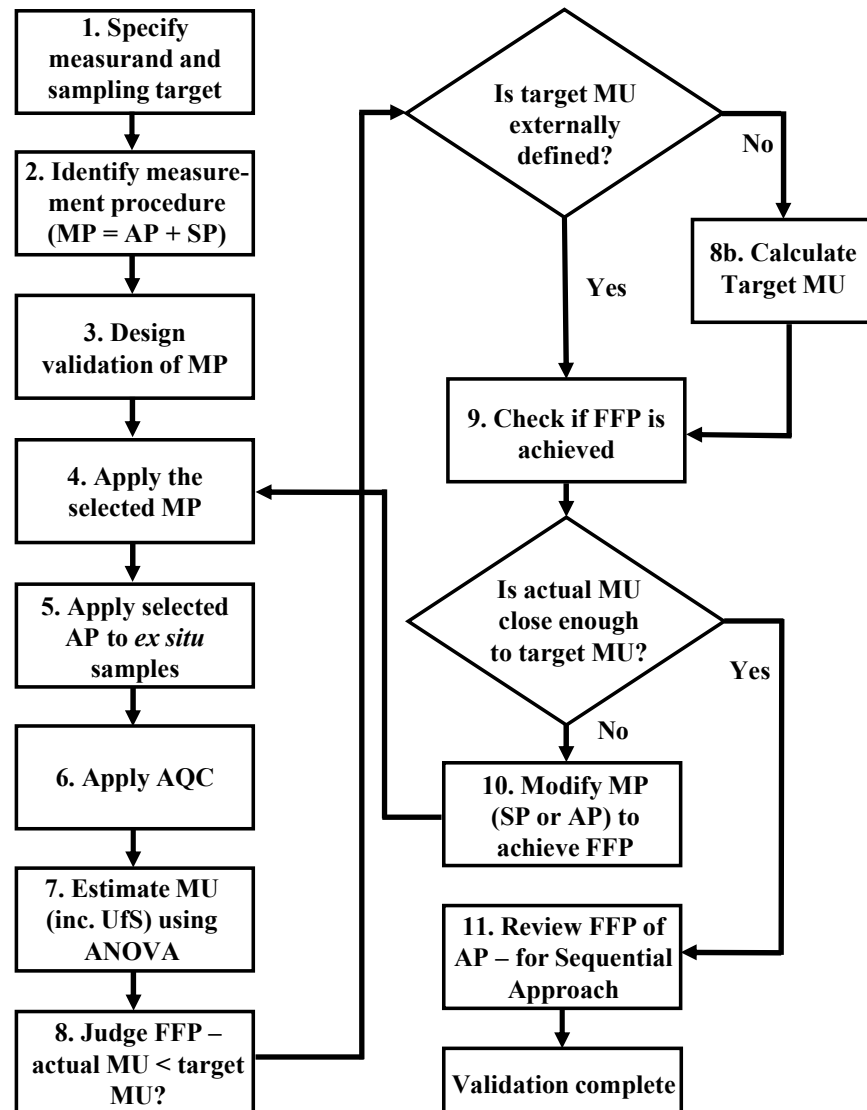 1. Specify
measurand and
sampling target
2. Identify measure-
ment procedure
(MP = AP + SP)
3. Design
validation of MP
4. Apply the
selected MP
5. Apply selected
AP to ex situ
samples
6. Apply AQC
7. Estimate MU
(inc. UfS) using
ANOVA
8. Judge FFP –
actual MU < target
MU?
Is target MU
externally
defined?
No
8b. Calculate
Target MU
Yes
9. Check if FFP is
achieved
Is actual MU
close enough
to target MU?
Yes
No
10. Modify MP
(SP or AP) to
achieve FFP
11. Review FFP of
AP – for Sequential
Approach
Validation complete